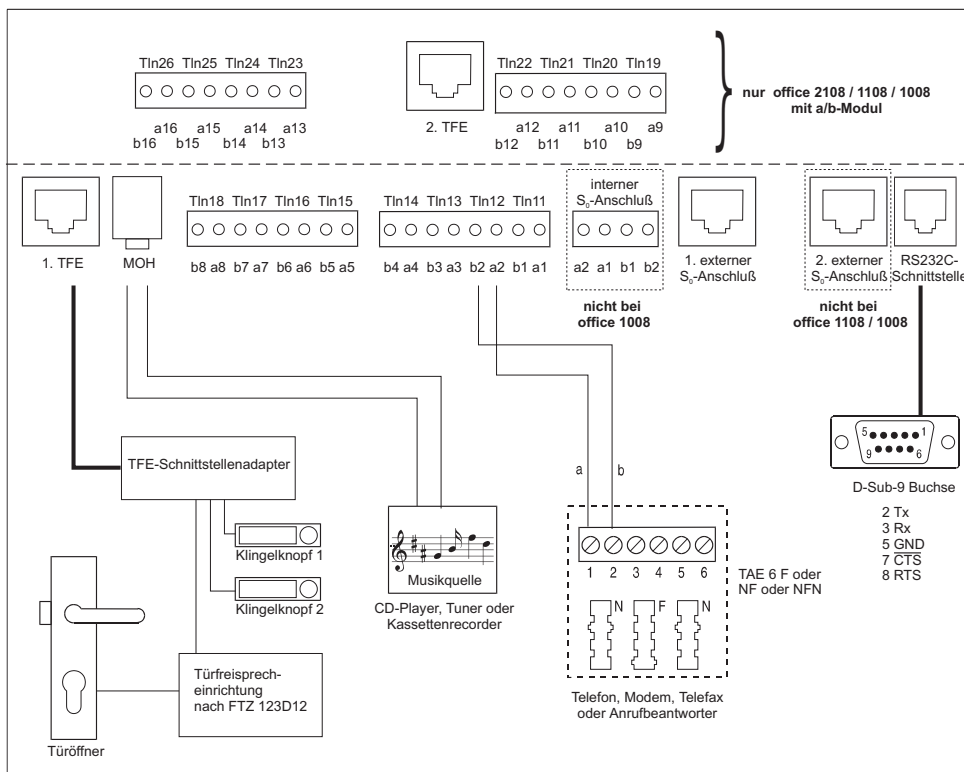 Tln26 Tln25 Tln24 Tln23
a16 a15 a14 a13
b16 b15 b14 b13
2. TFE
Tln22 Tln21 Tln20 Tln19
a12 a11 a10 a9
b12 b11 b10 b9
nur office 2108 / 1108 / 1008
mit a/b-Modul
1. TFE
MOH
Tln18 Tln17 Tln16 Tln15
b8 a8 b7 a7 b6 a6 b5 a5
Tln14 Tln13 Tln12 Tln11
b4 a4 b3 a3 b2 a2 b1 a1
interner
S₀-Anschluß
a2 a1 b1 b2
nicht bei
office 1008
1. externer
S₀-Anschluß
2. externer
S₀-Anschluß
nicht bei
office 1108 / 1008
RS232C-
Schnittstelle
5 1
9 6
D-Sub-9 Buchse
2 Tx
3 Rx
5 GND
7 C̅T̅S̅
8 RTS
TFE-Schnittstellenadapter
Klingelknopf 1
Klingelknopf 2
Türfreisprech-
einrichtung
nach FTZ 123D12
Türöffner
Musikquelle
CD-Player, Tuner oder
Kassettenrecorder
a b
1 2 3 4 5 6
N F N
TAE 6 F oder
NF oder NFN
Telefon, Modem, Telefax
oder Anrufbeantworter